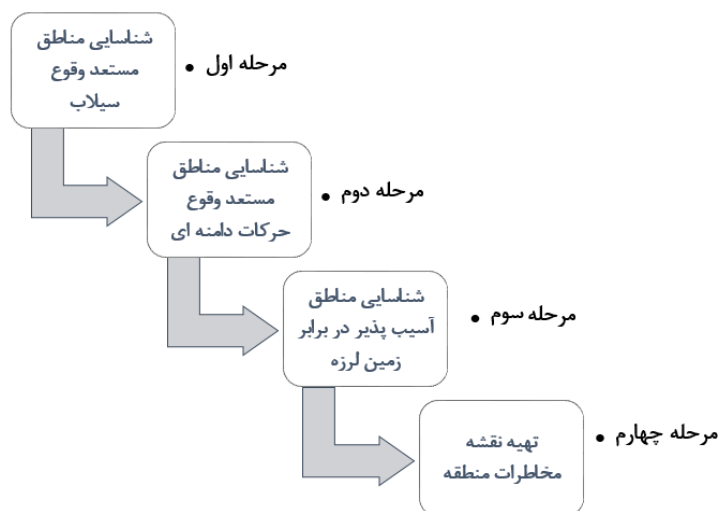 شناسایی مناطق
مستعد وقوع
سیلاب
مرحله اول •
شناسایی مناطق
مستعد وقوع
حرکات دامنه ای
مرحله دوم •
شناسایی مناطق
آسیب پذیر در برابر
زمین لرزه
مرحله سوم •
تهیه نقشه
مخاطرات منطقه
مرحله چهارم •